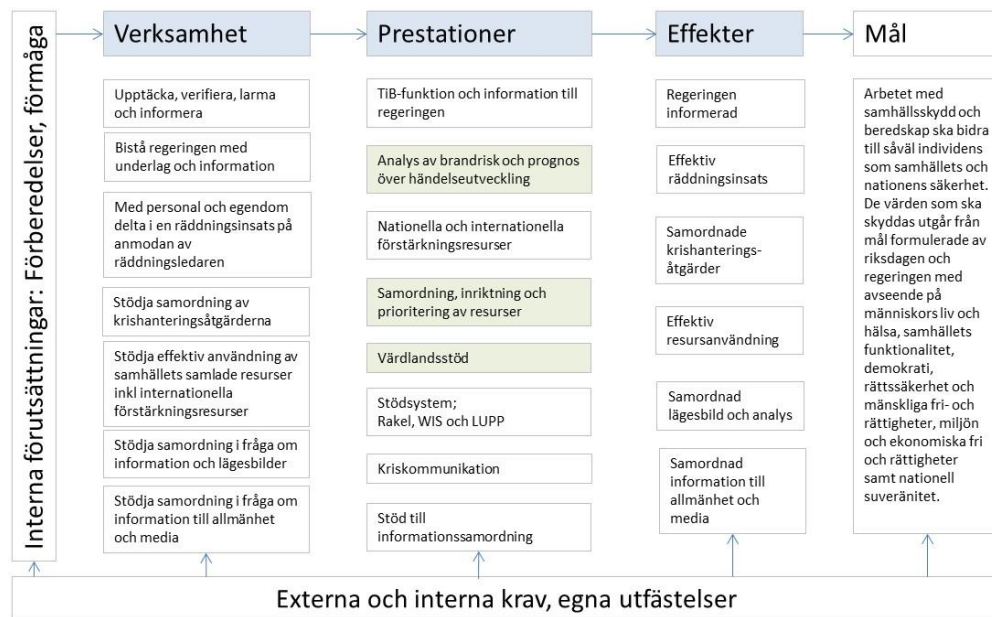 Interna förutsättningar: Förberedelser, förmåga
Verksamhet
Upptäcka, verifiera, larma
och informera
Bistå regeringen med
underlag och information
Med personal och egendom
delta i en räddningsinsats på
anmodan av
räddningsledaren
Stödja samordning av
krishanteringsåtgärderna
Stödja effektiv användning av
samhällets samlade resurser
inkl internationella
förstärkningsresurser
Stödja samordning i fråga om
information och lägesbilder
Stödja samordning i fråga om
information till allmänhet
och media
Prestationer
TiB-funktion och information till
regeringen
Analys av brandrisk och prognos
över händelseutveckling
Nationella och internationella
förstärkningsresurser
Samordning, inriktning och
prioritering av resurser
Värdlandsstöd
Stödsystem;
Rakel, WIS och LUPP
Kriskommunikation
Stöd till
informationssamordning
Effekter
Regeringen
informerad
Effektiv
räddningsinsats
Samordnade
krishanterings-
åtgärder
Effektiv
resursanvändning
Samordnad
lägesbild och analys
Samordnad
information till
allmänhet och
media
Mål
Arbetet med
samhällsskydd och
beredskap ska bidra
till såväl individens
som samhällets och
nationens säkerhet.
De värden som ska
skyddas utgår från
mål formulerade av
riksdagen och
regeringen med
avseende på
människors liv och
hälsa, samhällets
funktionalitet,
demokrati,
rättssäkerhet och
mänskliga fri- och
rättigheter, miljön
och ekonomiska fri
och rättigheter
samt nationell
suveränitet.
Externa och interna krav, egna utfästelser